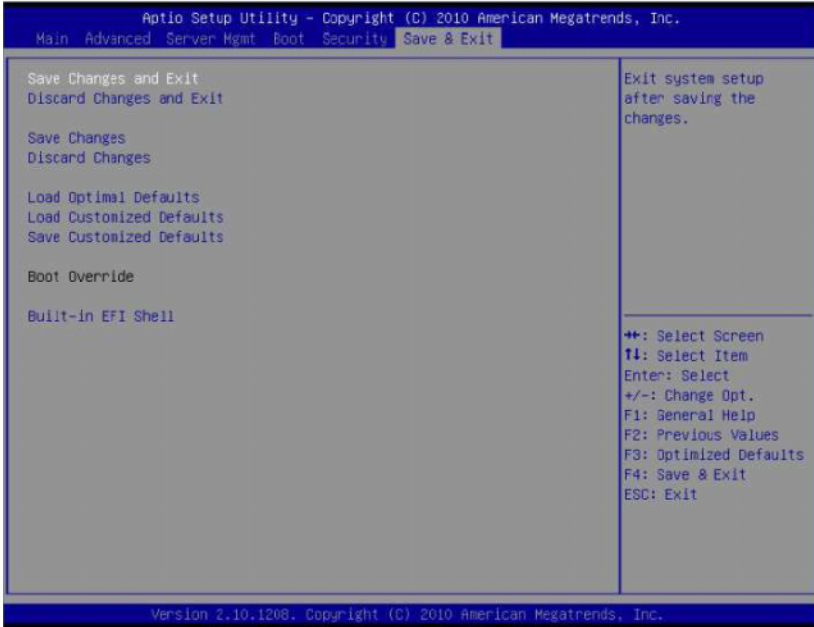 Aptio Setup Utility - Copyright (C) 2010 American Megatrends, Inc.
Main Advanced Server Mgmt Boot Security Save & Exit
Save Changes and Exit
Discard Changes and Exit
Save Changes
Discard Changes
Load Optimal Defaults
Load Customized Defaults
Save Customized Defaults
Boot Override
Built-in EFI Shell
Exit system setup
after saving the
changes.
→←: Select Screen
↑↓: Select Item
Enter: Select
+/-: Change Opt.
F1: General Help
F2: Previous Values
F3: Optimized Defaults
F4: Save & Exit
ESC: Exit
Version 2.10.1208. Copyright (C) 2010 American Megatrends, Inc.